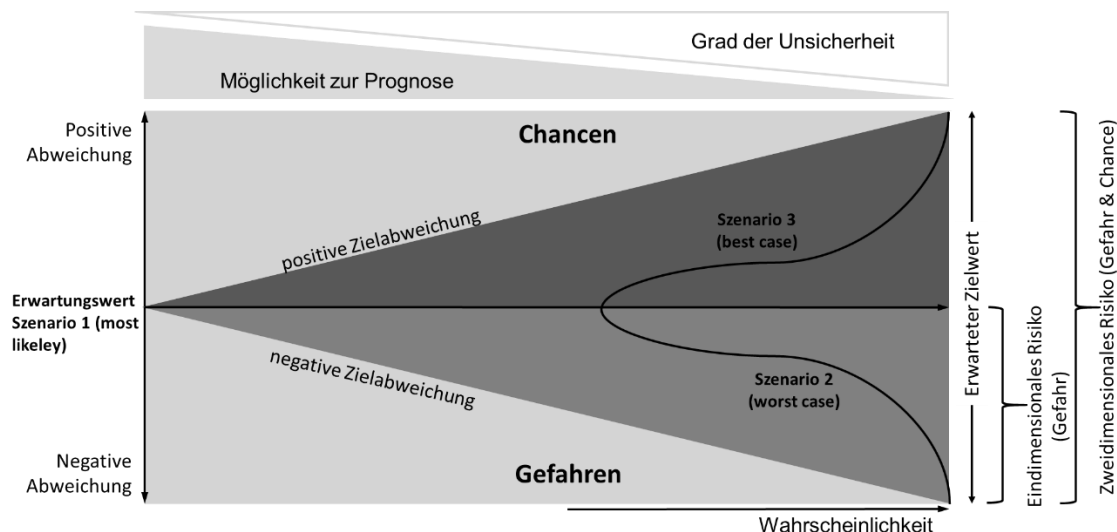 Grad der Unsicherheit
Möglichkeit zur Prognose
Positive
Abweichung
Chancen
positive Zielabweichung
Szenario 3
(best case)
Erwartungswert
Szenario 1 (most
likeley)
negative Zielabweichung
Szenario 2
(worst case)
Negative
Abweichung
Gefahren
Wahrscheinlichkeit
Erwarteter Zielwert
Eindimensionales Risiko
(Gefahr)
Zweidimensionales Risiko (Gefahr & Chance)